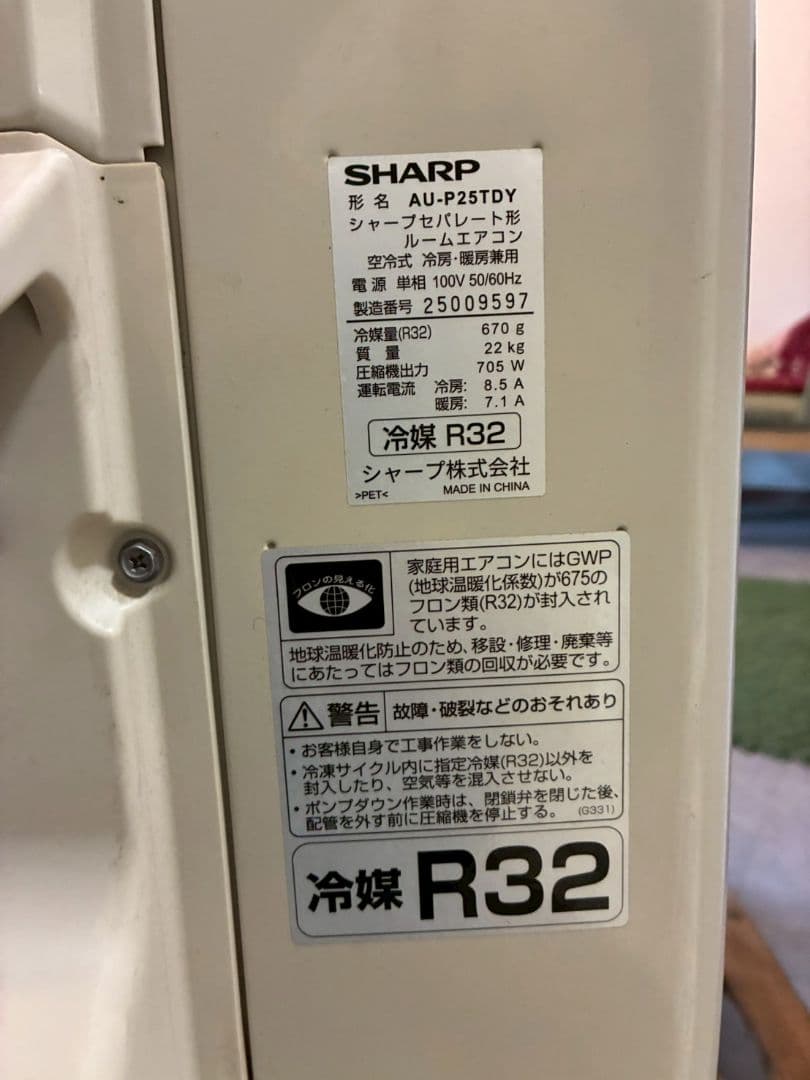 SHARP
形名 AU-P25TDY
シャープセパレート形
ルームエアコン
空冷式 冷房・暖房兼用
電源 単相 100V 50/60Hz
製造番号 25009597
冷媒量(R32) 670 g
質量 22 kg
圧縮機出力 705 W
運転電流 冷房: 8.5 A
暖房: 7.1 A
冷媒 R32
シャープ株式会社
>PET< MADE IN CHINA
フロンの見える化
家庭用エアコンにはGWP
(地球温暖化係数)が675の
フロン類(R32)が封入され
ています。
地球温暖化防止のため、移設・修理・廃棄等
にあたってはフロン類の回収が必要です。
警告 故障・破裂などのおそれあり
・お客様自身で工事作業をしない。
・冷凍サイクル内に指定冷媒(R32)以外を
封入したり、空気等を混入させない。
・ポンプダウン作業時は、閉鎖弁を閉じた後、
配管を外す前に圧縮機を停止する。 (G331)
冷媒 R32